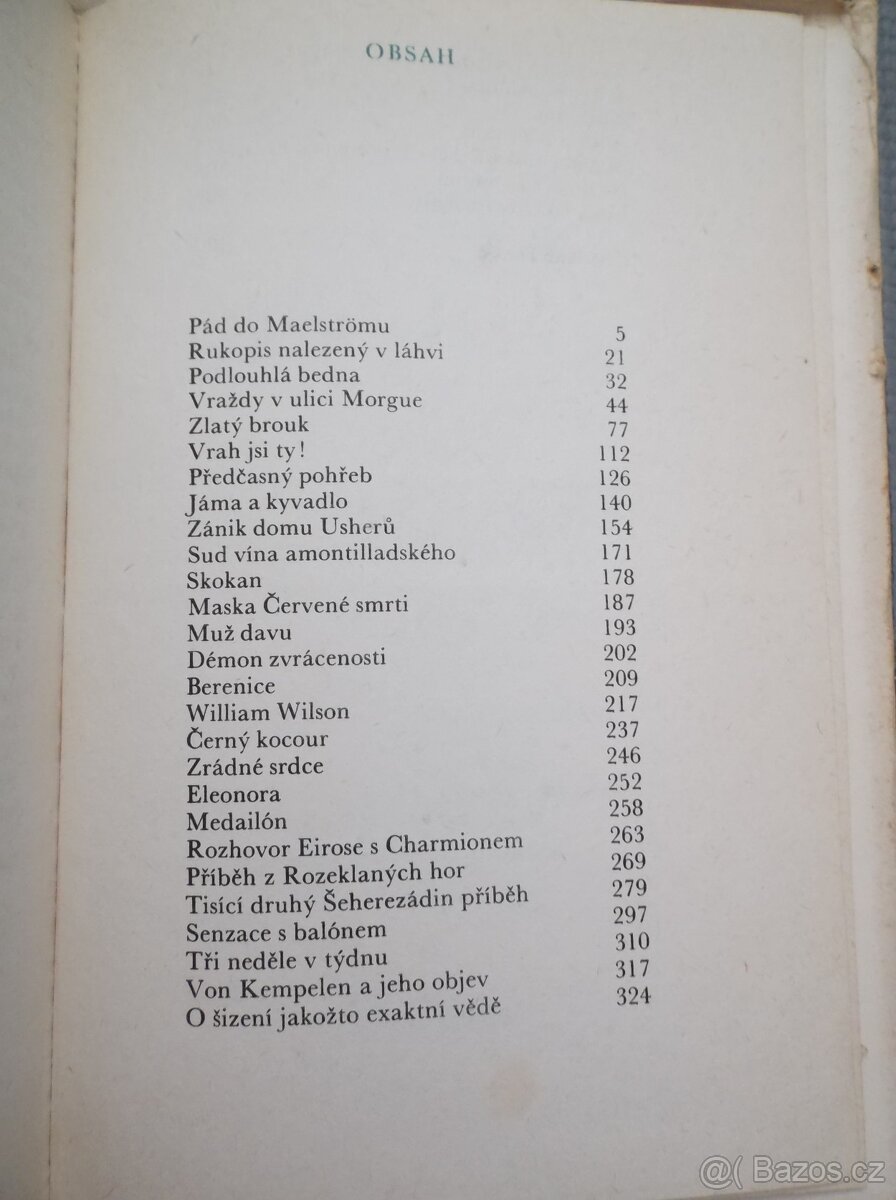 OBSAH
Pád do Maelströmu 5
Rukopis nalezený v láhvi 21
Podlouhlá bedna 32
Vraždy v ulici Morgue 44
Zlatý brouk 77
Vrah jsi ty! 112
Předčasný pohřeb 126
Jáma a kyvadlo 140
Zánik domu Usherů 154
Sud vína amontilladského 171
Skokan 178
Maska Červené smrti 187
Muž davu 193
Démon zvrácenosti 202
Berenice 209
William Wilson 217
Černý kocour 237
Zrádné srdce 246
Eleonora 252
Medailón 258
Rozhovor Eirose s Charmionem 263
Příběh z Rozeklaných hor 269
Tisící druhý Šeherezádin příběh 279
Senzace s balónem 297
Tři neděle v týdnu 310
Von Kempelen a jeho objev 317
O šizení jakožto exaktní vědě 324
@( Bazos.cz